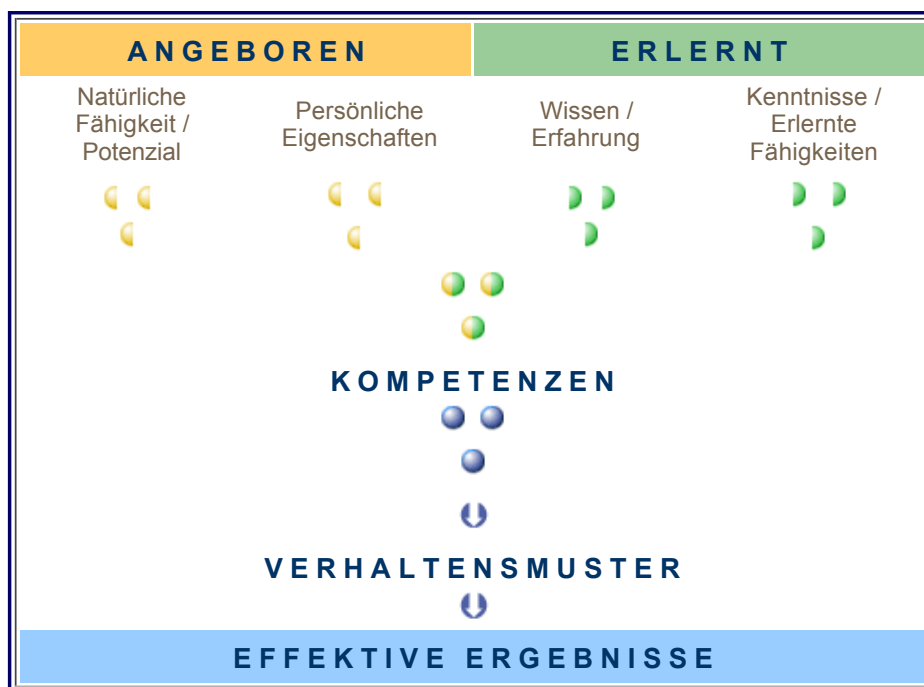 ANGEBOREN
ERLERNT
Natürliche
Fähigkeit /
Potenzial
Persönliche
Eigenschaften
Wissen /
Erfahrung
Kenntnisse /
Erlernte
Fähigkeiten
KOMPETENZEN
VERHALTENSMUSTER
EFFEKTIVE ERGEBNISSE